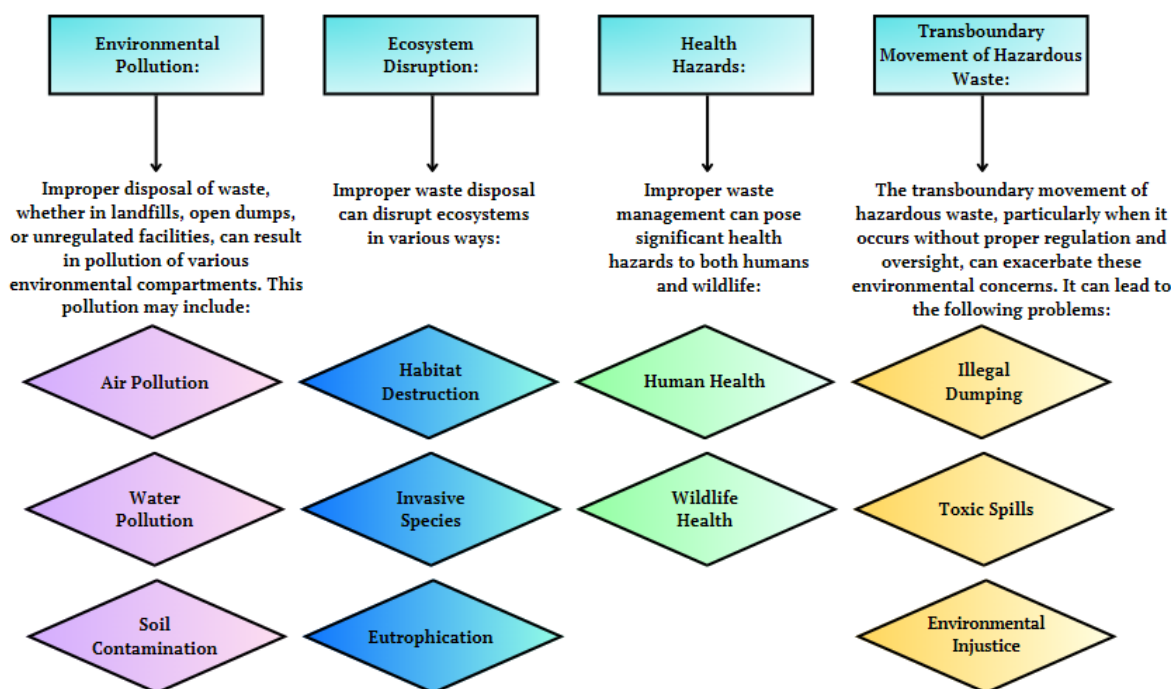 Environmental
Pollution:
Ecosystem
Disruption:
Health
Hazards:
Transboundary
Movement of Hazardous
Waste:
Improper disposal of waste,
whether in landfills, open dumps,
or unregulated facilities, can result
in pollution of various
environmental compartments. This
pollution may include:
Improper waste disposal
can disrupt ecosystems
in various ways:
Improper waste
management can pose
significant health
hazards to both humans
and wildlife:
The transboundary movement of
hazardous waste, particularly when it
occurs without proper regulation and
oversight, can exacerbate these
environmental concerns. It can lead to
the following problems:
Air Pollution
Water
Pollution
Soil
Contamination
Habitat
Destruction
Invasive
Species
Eutrophication
Human Health
Wildlife
Health
Illegal
Dumping
Toxic Spills
Environmental
Injustice